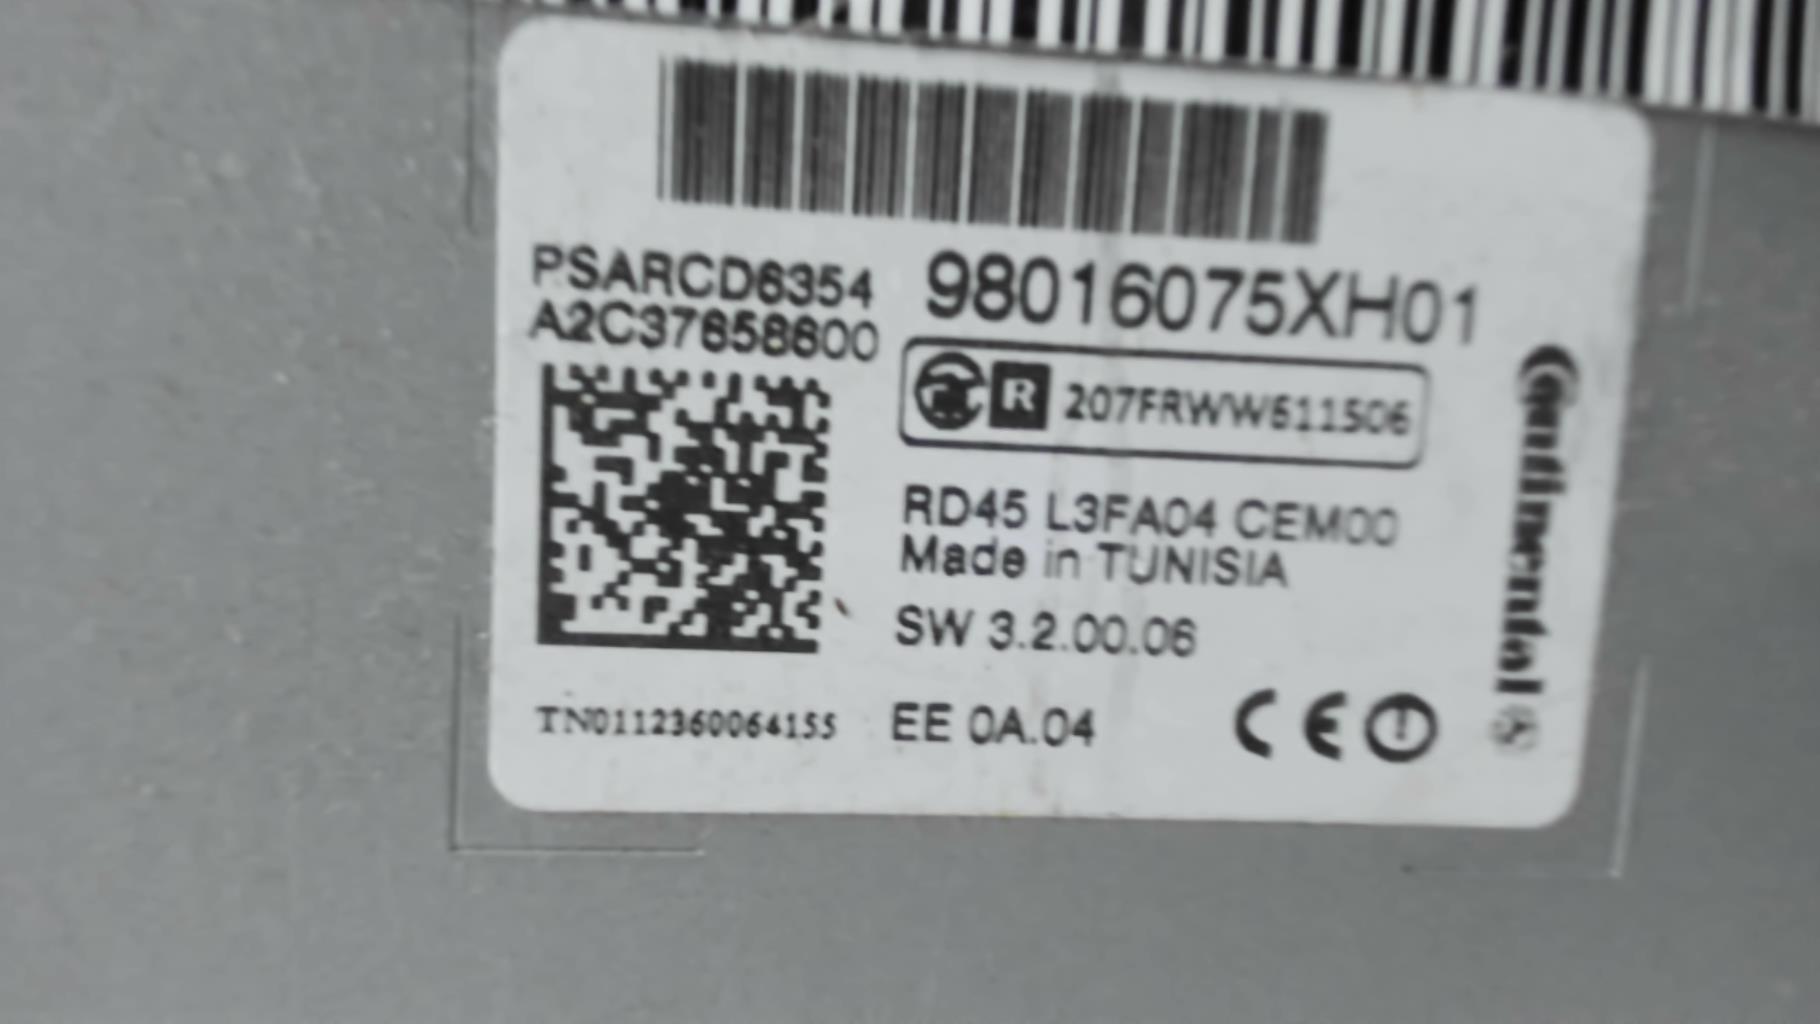 PSARCD6354
A2C37658600
98016075XH01
R 207FRWW611506
RD45 L3FA04 CEM00
Made in TUNISIA
SW 3.2.00.06
TN0112360064155
EE 0A.04
CE
Continental